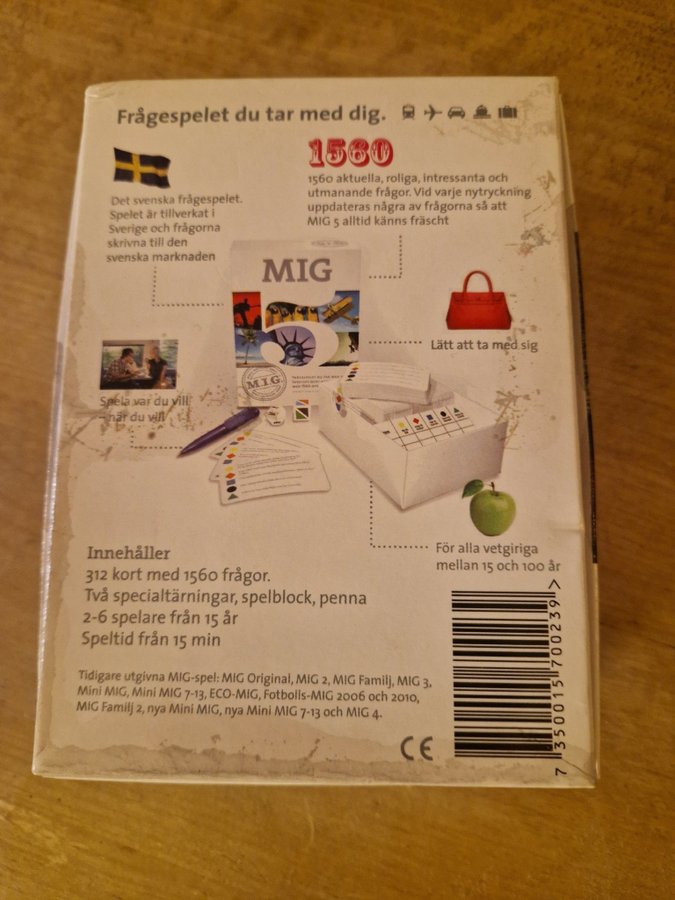 Frågespelet du tar med dig.
Det svenska frågespelet.
Spelet är tillverkat i
Sverige och frågorna
skrivna till den
svenska marknaden
1560
1560 aktuella, roliga, intressanta och
utmanande frågor. Vid varje nytryckning
uppdateras några av frågorna så att
MIG 5 alltid känns fräscht
MIG
5
M.I.G.
Lätt att ta med sig
Spela var du vill
– när du vill
För alla vetgiriga
mellan 15 och 100 år
Innehåller
312 kort med 1560 frågor.
Två specialtärningar, spelblock, penna
2-6 spelare från 15 år
Speltid från 15 min
Tidigare utgivna MIG-spel: MIG Original, MIG 2, MIG Familj, MIG 3,
Mini MIG, Mini MIG 7-13, ECO-MIG, Fotbolls-MIG 2006 och 2010,
MIG Familj 2, nya Mini MIG, nya Mini MIG 7-13 och MIG 4.
CE
7 350015 700239 >